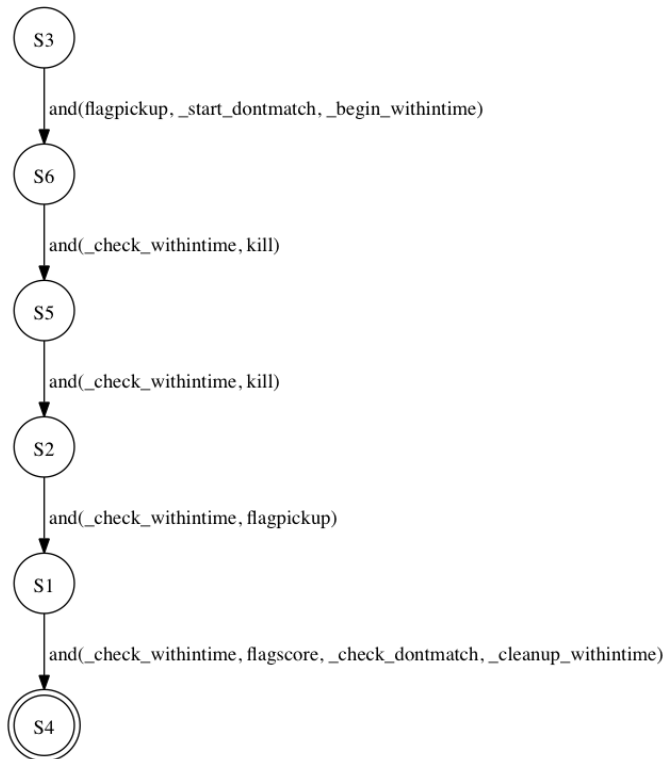 S3
and(flagpickup, _start_dontmatch, _begin_withintime)
S6
and(_check_withintime, kill)
S5
and(_check_withintime, kill)
S2
and(_check_withintime, flagpickup)
S1
and(_check_withintime, flagscore, _check_dontmatch, _cleanup_withintime)
S4